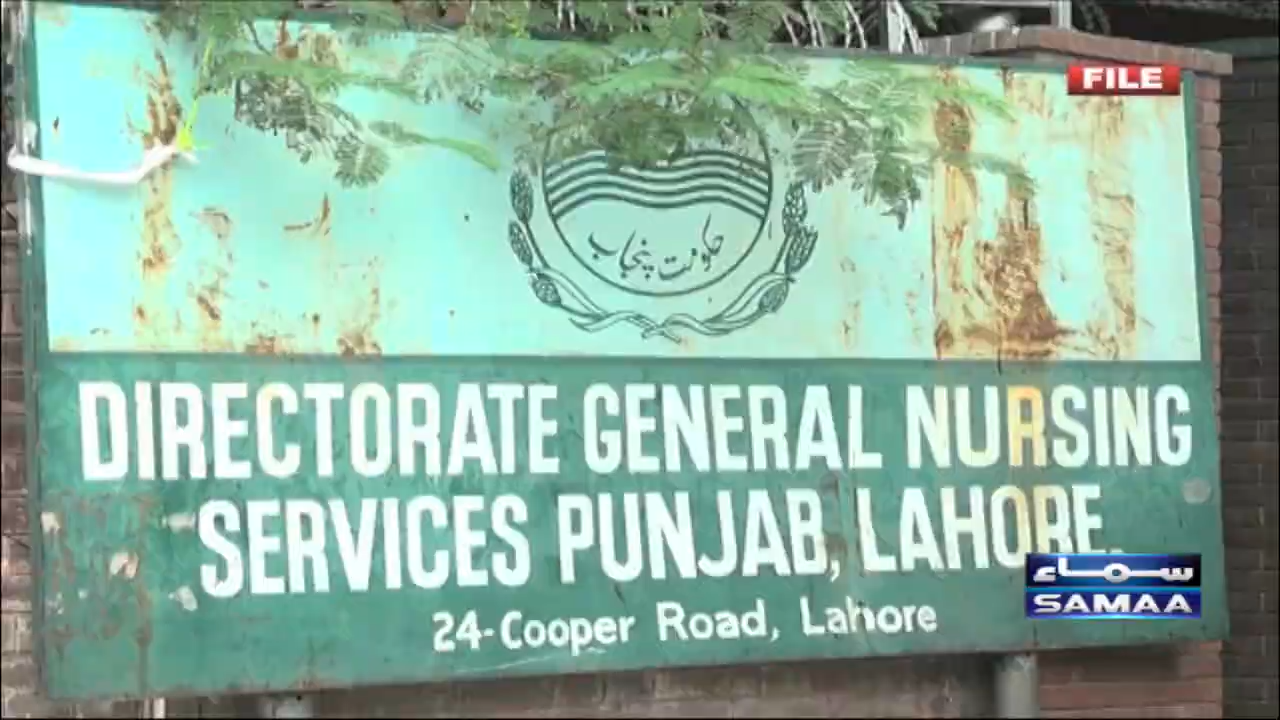 FILE
حکومت پنجاب
DIRECTORATE GENERAL NURSING
SERVICES PUNJAB, LAHORE.
24-Cooper Road, Lahore
سماء
SAMAA